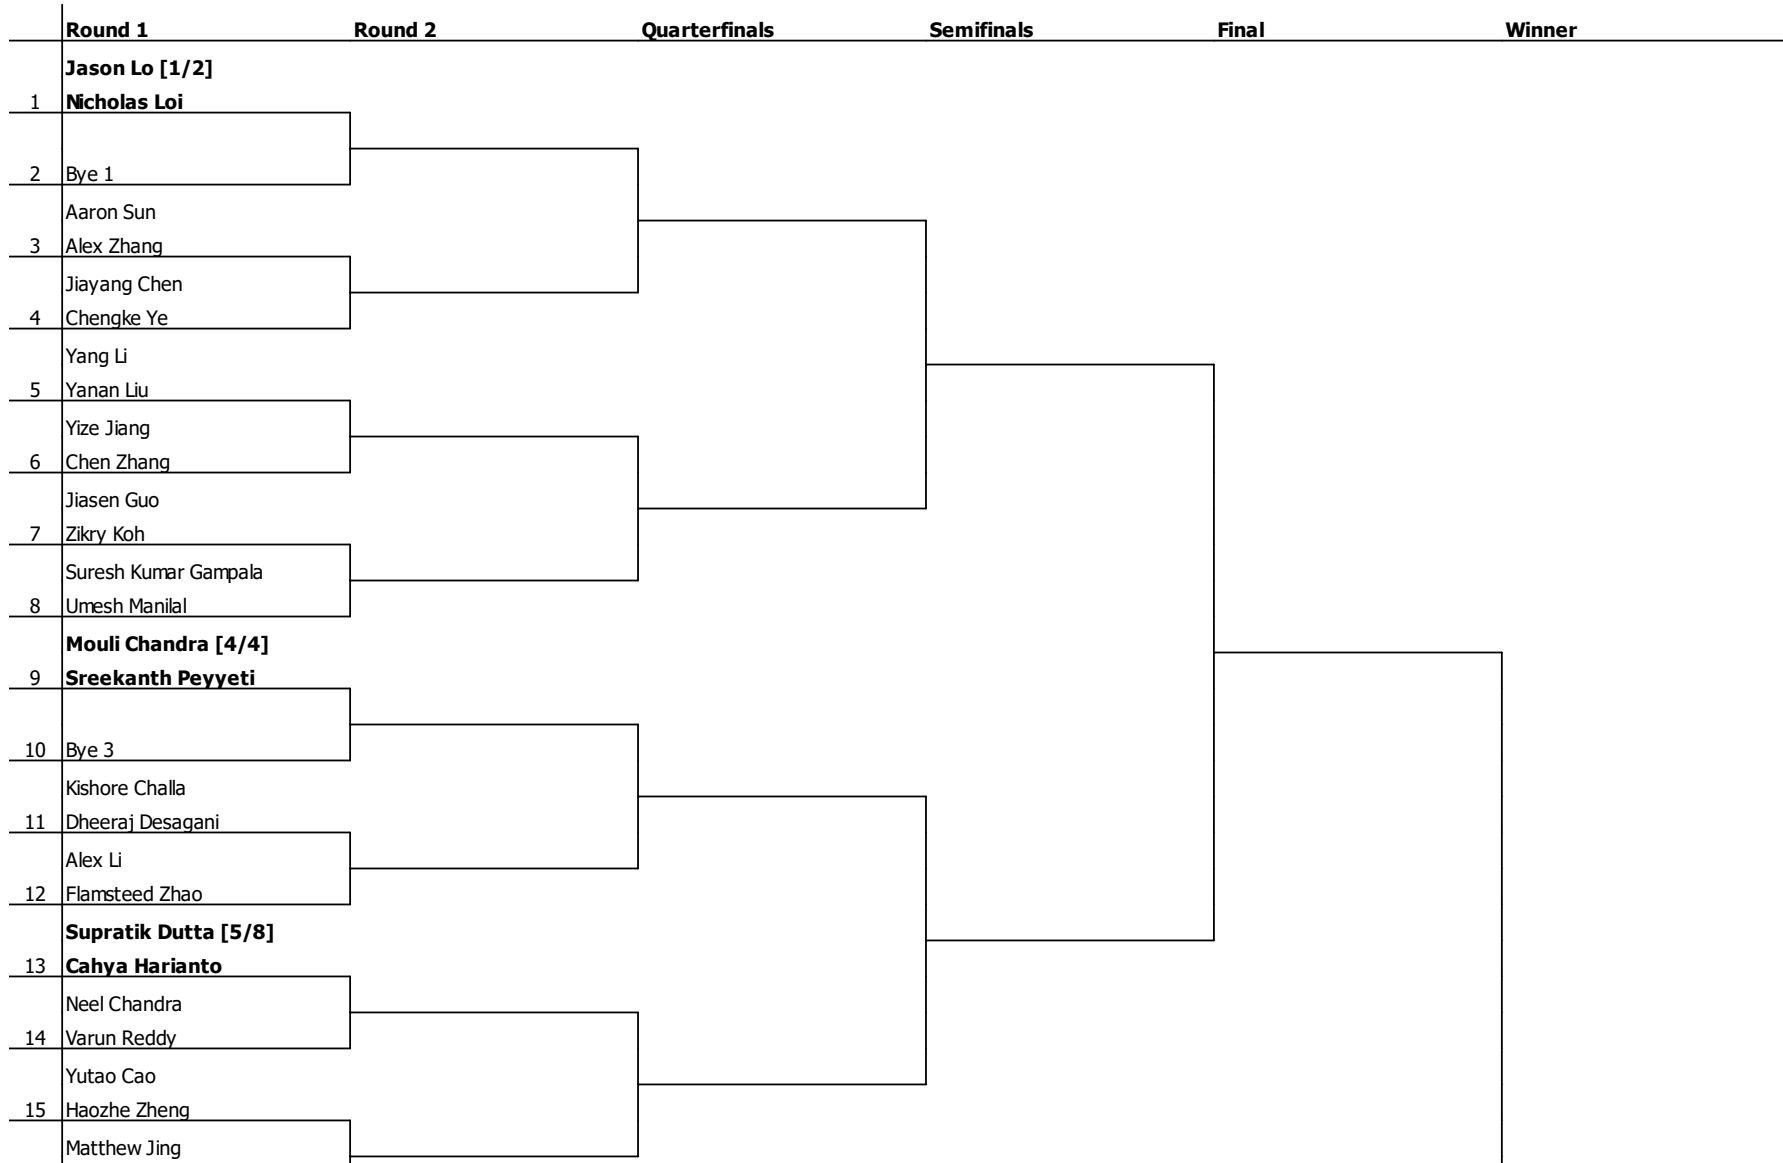 Round 1 Round 2 Quarterfinals Semifinals Final Winner
Jason Lo [1/2]
1 Nicholas Loi
2 Bye 1
Aaron Sun
3 Alex Zhang
Jiayang Chen
4 Chengke Ye
Yang Li
5 Yanan Liu
Yize Jiang
6 Chen Zhang
Jiasen Guo
7 Zikry Koh
Suresh Kumar Gampala
8 Umesh Manilal
Mouli Chandra [4/4]
9 Sreekanth Peyyeti
10 Bye 3
Kishore Challa
11 Dheeraj Desagani
Alex Li
12 Flamsteed Zhao
Supratik Dutta [5/8]
13 Cahya Harianto
Neel Chandra
14 Varun Reddy
Yutao Cao
15 Haozhe Zheng
Matthew Jing